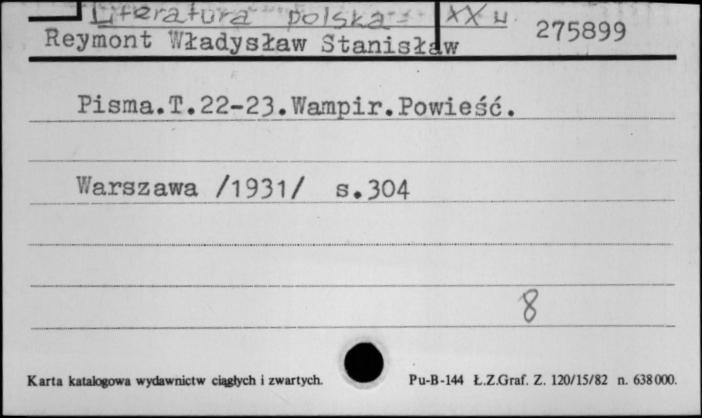 Literatura polska - XX w
Reymont Władysław Stanisław 275899
Pisma.T.22-23.Wampir.Powieść.
Warszawa /1931/ s.304
8
Karta katalogowa wydawnictw ciągłych i zwartych. Pu-B-144 Ł.Z.Graf. Z. 120/15/82 n. 638000.